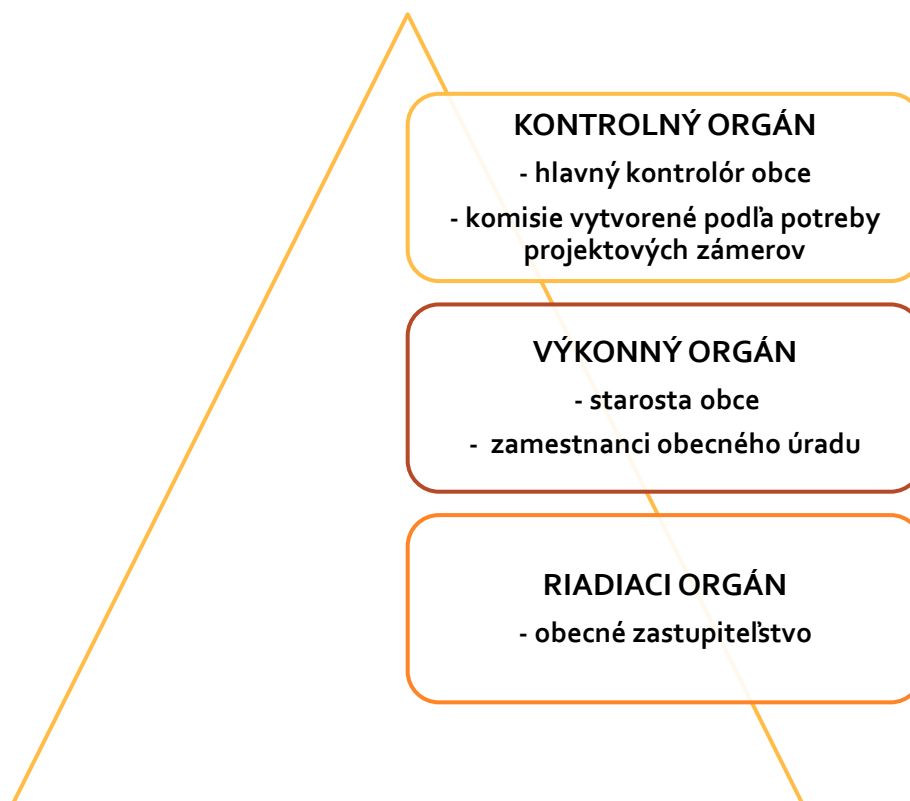 KONTROLNÝ ORGÁN
- hlavný kontrolór obce
- komisie vytvorené podľa potreby
projektových zámerov
VÝKONNÝ ORGÁN
- starosta obce
- zamestnanci obecného úradu
RIADIACI ORGÁN
- obecné zastupiteľstvo